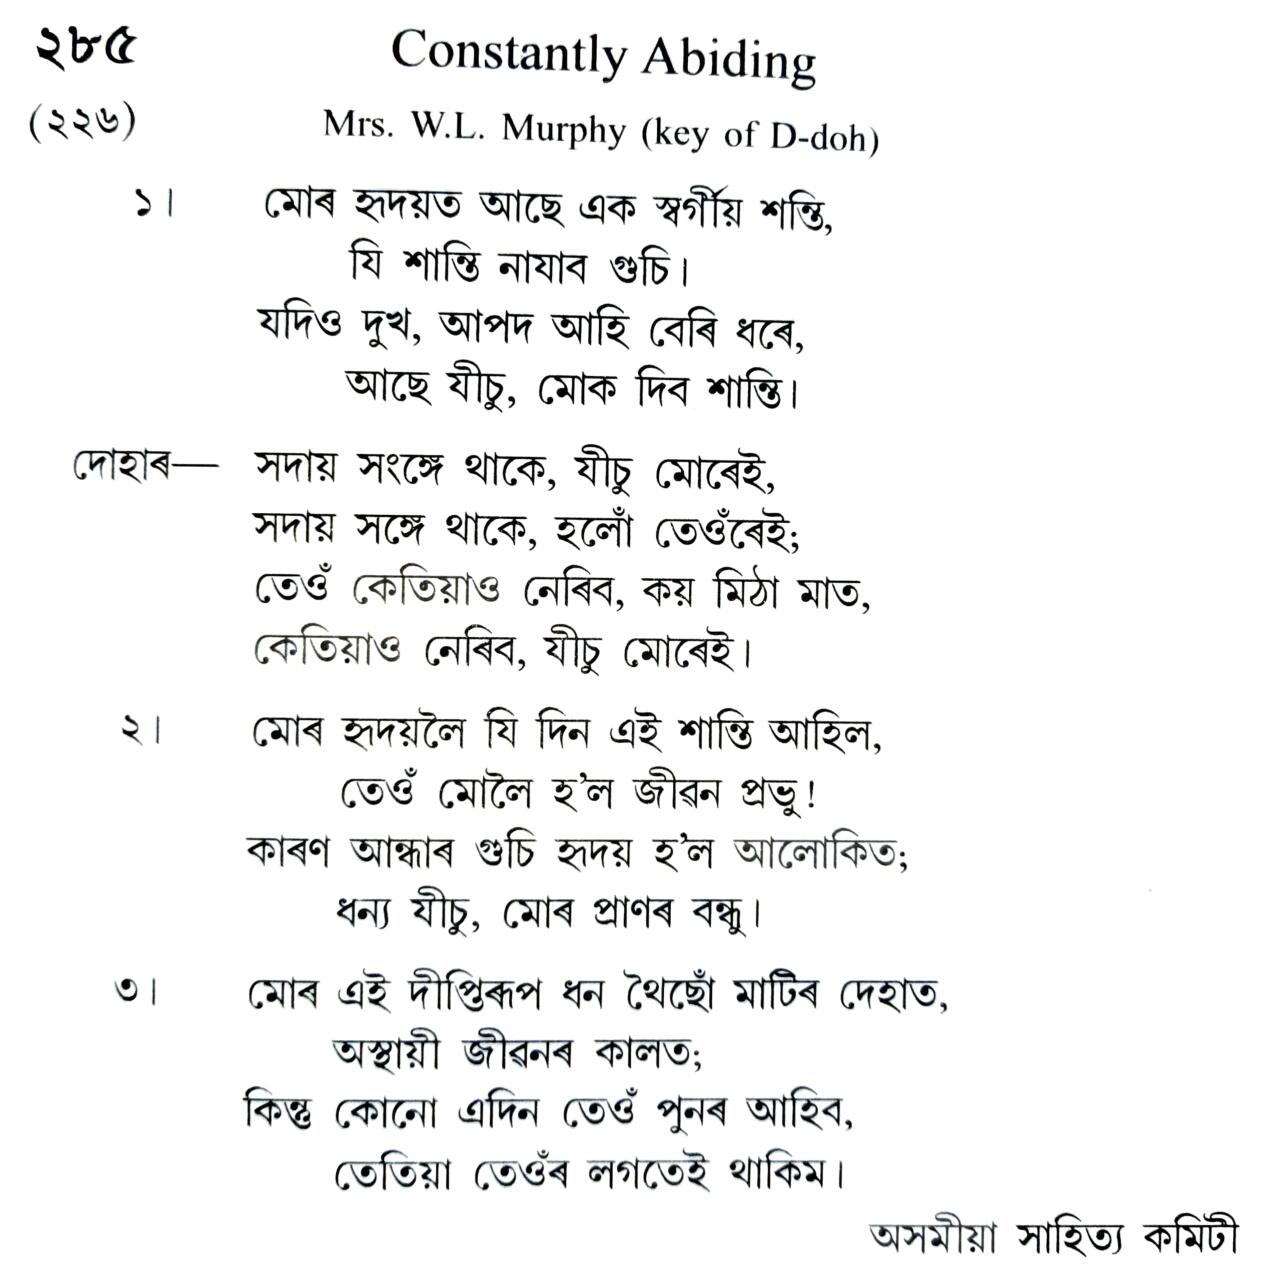 ২৮৫ Constantly Abiding
(২২৬) Mrs. W.L. Murphy (key of D-doh)
১। মোৰ হৃদয়ত আছে এক স্বৰ্গীয় শন্তি,
যি শান্তি নাযাব গুচি।
যদিও দুখ, আপদ আহি বেৰি ধৰে,
আছে যীচু, মোক দিব শান্তি।
দোহাৰ— সদায় সংঙ্গে থাকে, যীচু মোৰেই,
সদায় সঙ্গে থাকে, হলোঁ তেওঁৰেই;
তেওঁ কেতিয়াও নেৰিব, কয় মিঠা মাত,
কেতিয়াও নেৰিব, যীচু মোৰেই।
২। মোৰ হৃদয়লৈ যি দিন এই শান্তি আহিল,
তেওঁ মোলৈ হ'ল জীৱন প্ৰভু!
কাৰণ আন্ধাৰ গুচি হৃদয় হ'ল আলোকিত;
ধন্য যীচু, মোৰ প্ৰাণৰ বন্ধু।
৩। মোৰ এই দীপ্তিৰূপ ধন থৈছোঁ মাটিৰ দেহাত,
অস্থায়ী জীৱনৰ কালত;
কিন্তু কোনো এদিন তেওঁ পুনৰ আহিব,
তেতিয়া তেওঁৰ লগতেই থাকিম।
অসমীয়া সাহিত্য কমিটী